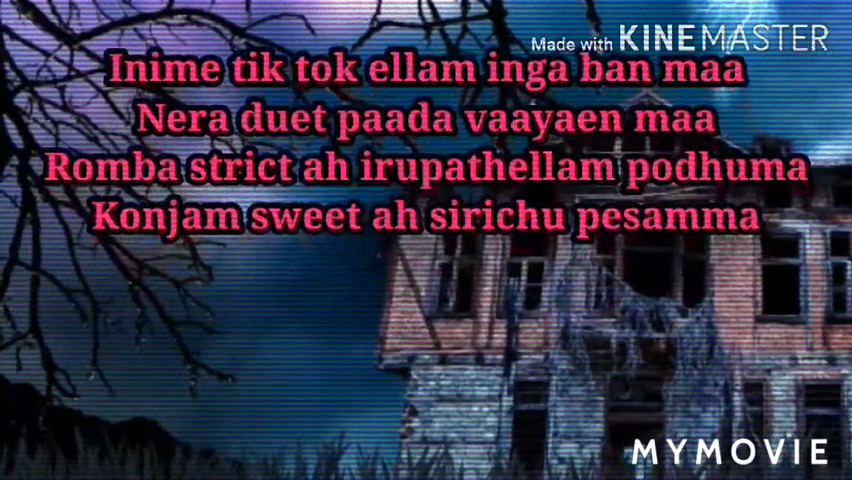 Made with KINEMASTER
Inime tik tok ellam inga ban maa
Nera duet paada vaayaen maa
Romba strict ah irupathellam podhuma
Konjam sweet ah sirichu pesamma
MYMOVIE